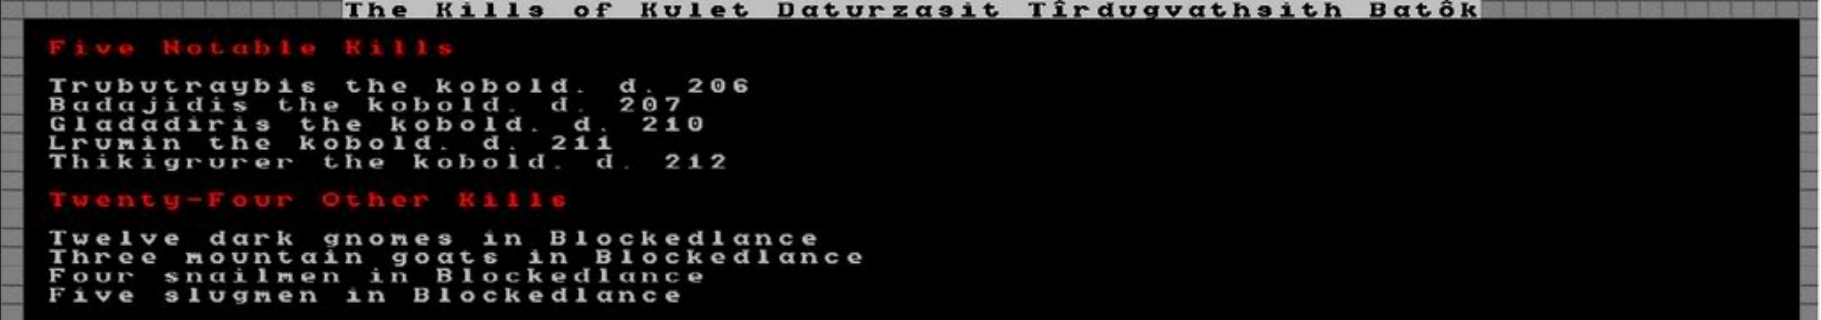 The Kills of Kulet Daturzasit Tîrdugvathsith Batôk
Five Notable Kills
Trubutraybis the kobold. d. 206
Badajidis the kobold. d. 207
Gladadiris the kobold. d. 210
Lrumin the kobold. d. 211
Thikigrurer the kobold. d. 212
Twenty-Four Other Kills
Twelve dark gnomes in Blockedlance
Three mountain goats in Blockedlance
Four snailmen in Blockedlance
Five slugmen in Blockedlance